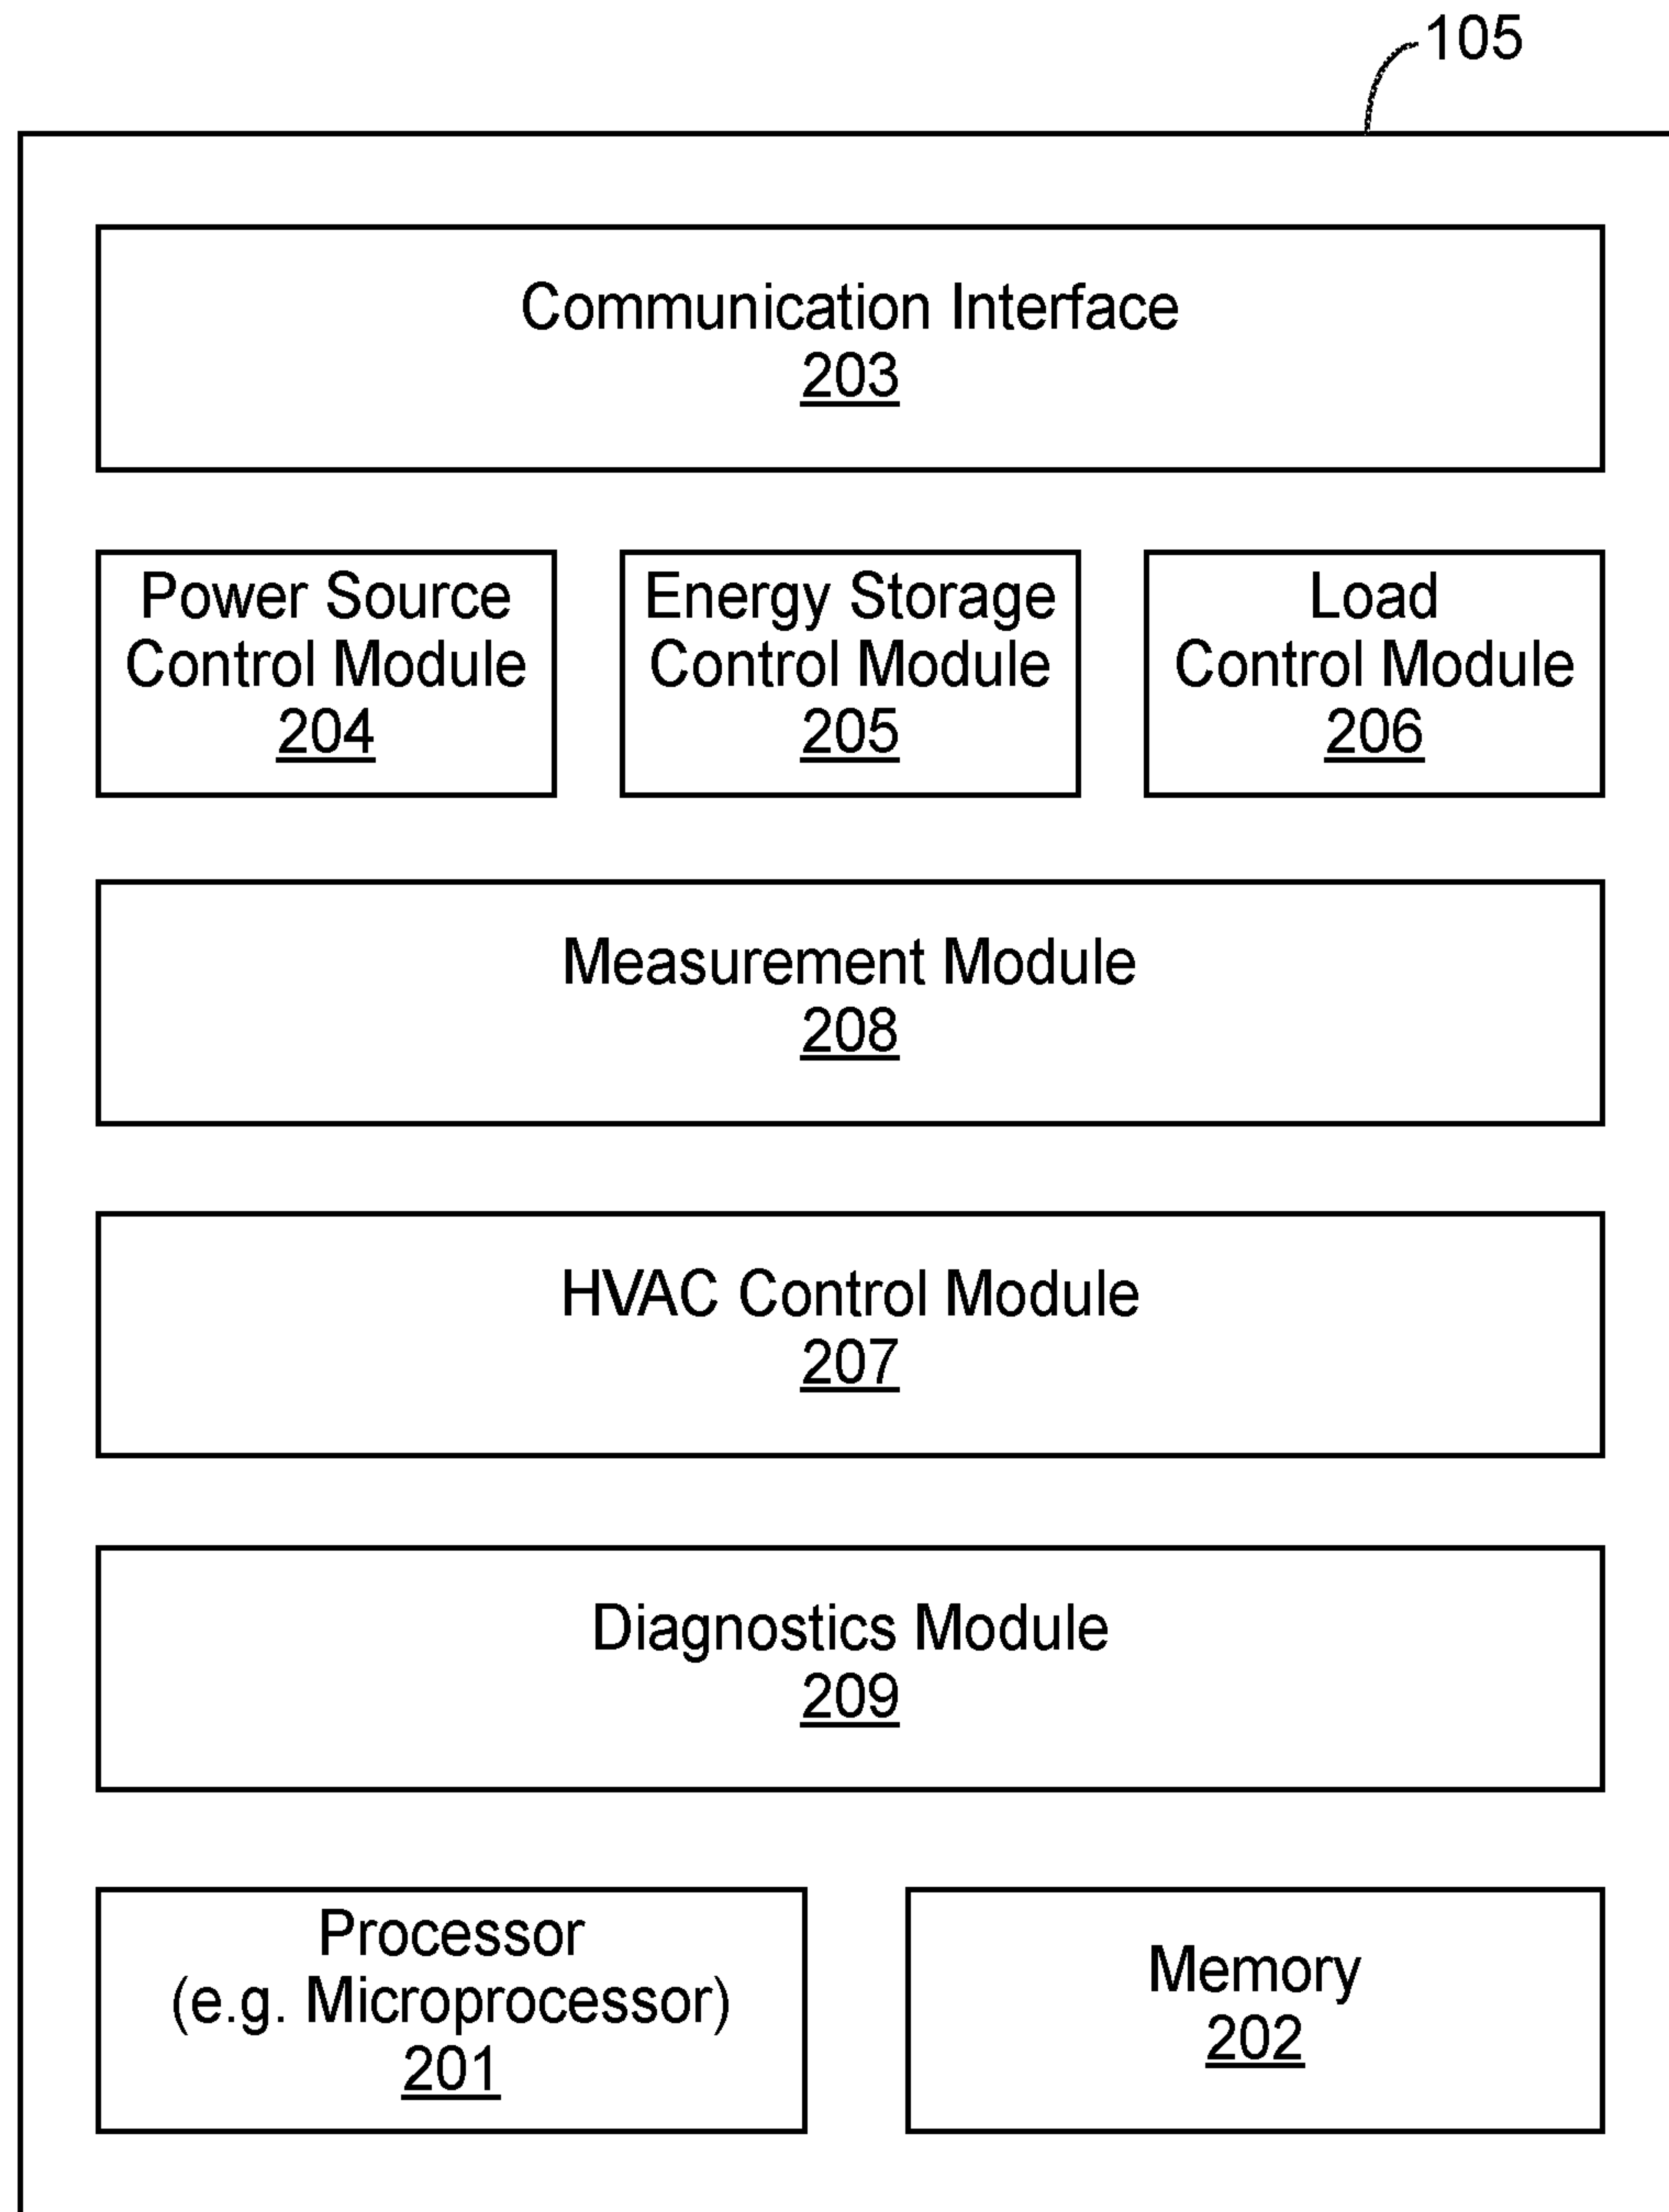 105
Communication Interface
203
Power Source
Control Module
204
Energy Storage
Control Module
205
Load
Control Module
206
Measurement Module
208
HVAC Control Module
207
Diagnostics Module
209
Processor
(e.g. Microprocessor)
201
Memory
202